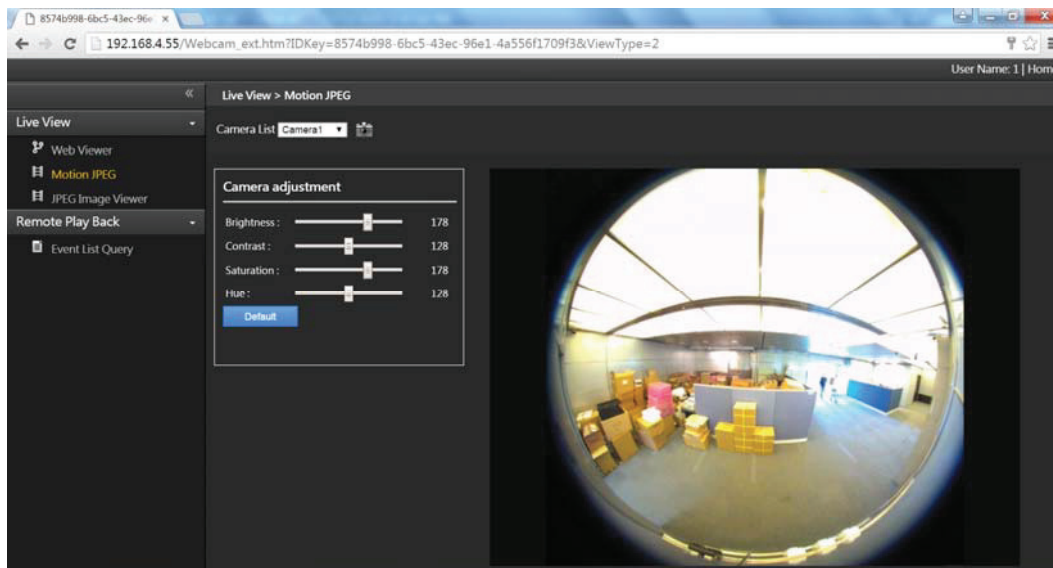 8574b998-6bc5-43ec-96e
192.168.4.55/Webcam_ext.htm?IDKey=8574b998-6bc5-43ec-96e1-4a556f1709f3&ViewType=2
User Name: 1 | Hom
Live View > Motion JPEG
Live View
Camera List Camera1
Web Viewer
Motion JPEG
JPEG Image Viewer
Remote Play Back
Event List Query
Camera adjustment
Brightness : 178
Contrast : 128
Saturation : 178
Hue : 128
Default